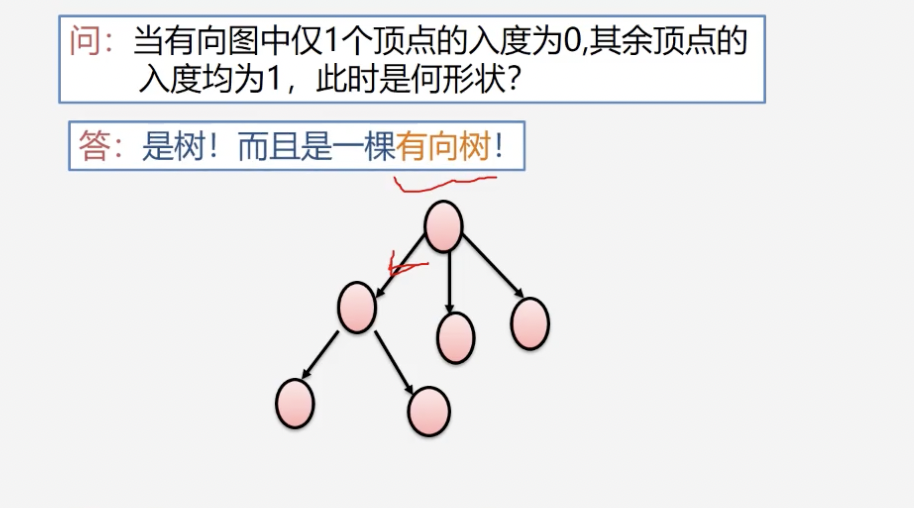 问：当有向图中仅1个顶点的入度为0,其余顶点的
入度均为1，此时是何形状？
答：是树！而且是一棵有向树！